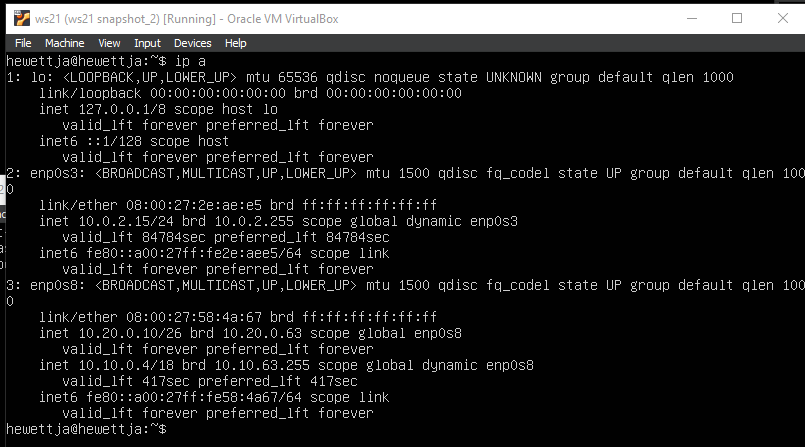 ws21 (ws21 snapshot_2) [Running] - Oracle VM VirtualBox
File Machine View Input Devices Help
hewettja@hewettja:~$ ip a
1: lo: <LOOPBACK,UP,LOWER_UP> mtu 65536 qdisc noqueue state UNKNOWN group default qlen 1000
    link/loopback 00:00:00:00:00:00 brd 00:00:00:00:00:00
    inet 127.0.0.1/8 scope host lo
       valid_lft forever preferred_lft forever
    inet6 ::1/128 scope host
       valid_lft forever preferred_lft forever
2: enp0s3: <BROADCAST,MULTICAST,UP,LOWER_UP> mtu 1500 qdisc fq_codel state UP group default qlen 100
0
    link/ether 08:00:27:2e:ae:e5 brd ff:ff:ff:ff:ff:ff
    inet 10.0.2.15/24 brd 10.0.2.255 scope global dynamic enp0s3
       valid_lft 84784sec preferred_lft 84784sec
    inet6 fe80::a00:27ff:fe2e:aee5/64 scope link
       valid_lft forever preferred_lft forever
3: enp0s8: <BROADCAST,MULTICAST,UP,LOWER_UP> mtu 1500 qdisc fq_codel state UP group default qlen 100
0
    link/ether 08:00:27:58:4a:67 brd ff:ff:ff:ff:ff:ff
    inet 10.20.0.10/26 brd 10.20.0.63 scope global enp0s8
       valid_lft forever preferred_lft forever
    inet 10.10.0.4/18 brd 10.10.63.255 scope global dynamic enp0s8
       valid_lft 417sec preferred_lft 417sec
    inet6 fe80::a00:27ff:fe58:4a67/64 scope link
       valid_lft forever preferred_lft forever
hewettja@hewettja:~$